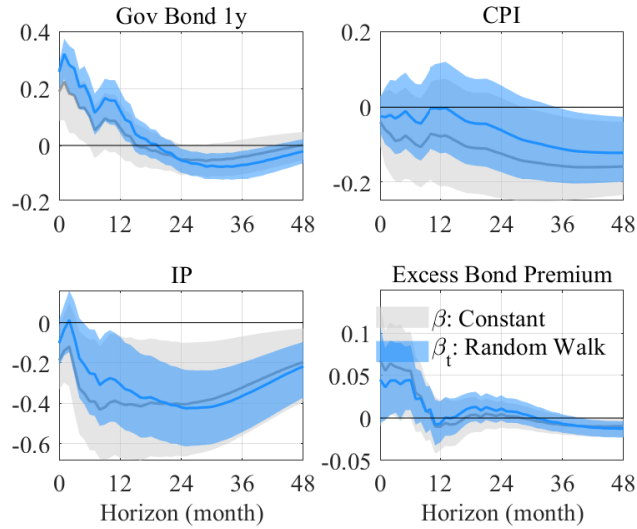 Gov Bond 1y
CPI
0.4
0.2
0
-0.2
0 12 24 36 48
0.2
0
-0.2
0 12 24 36 48
IP
Excess Bond Premium
0
-0.2
-0.4
-0.6
0 12 24 36 48
Horizon (month)
0.1
0.05
0
-0.05
0 12 24 36 48
Horizon (month)
β: Constant
βt: Random Walk